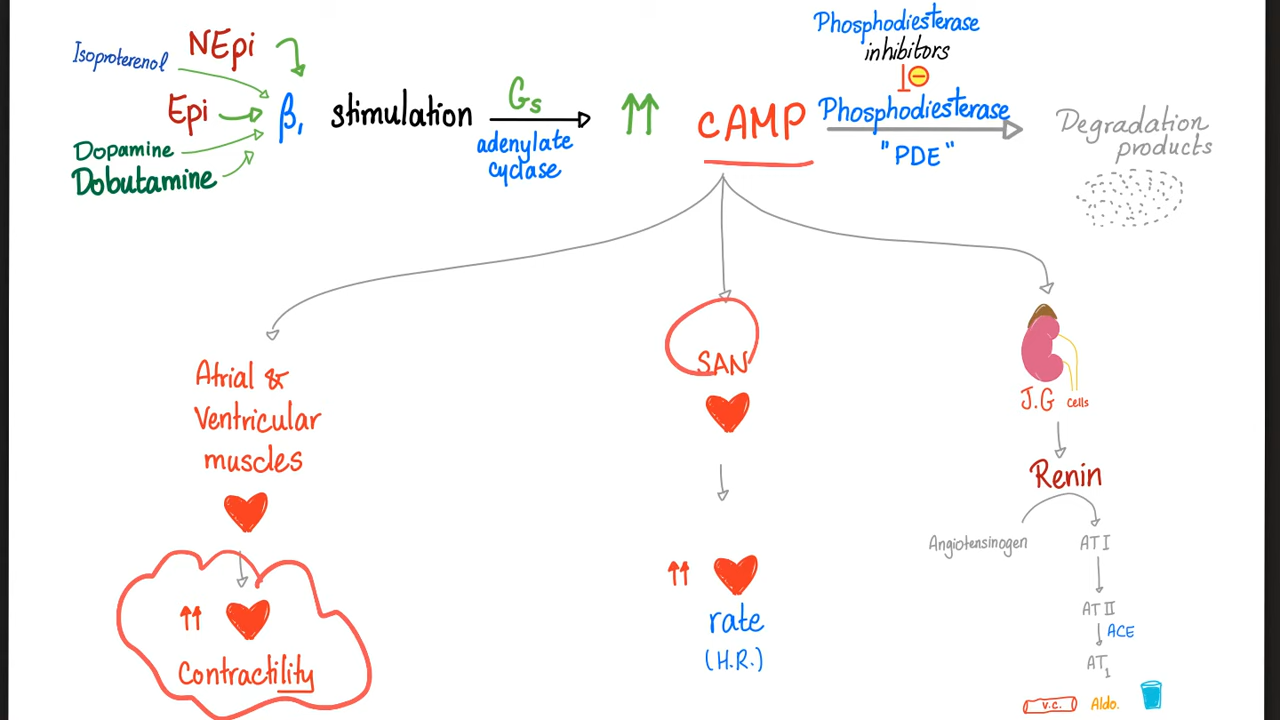 Isoproterenol
NEpi
Epi
Dopamine
Dobutamine
β₁ stimulation
Gs
adenylate
cyclase
cAMP
Phosphodiesterase
inhibitors
Phosphodiesterase
"PDE"
Degradation
products
Atrial &
Ventricular
muscles
Contractility
SAN
rate
(H.R.)
J.G cells
Renin
Angiotensinogen
AT I
AT II
ACE
AT₁
V.C.
Aldo.